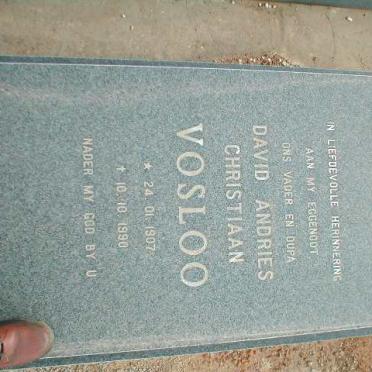 IN LIEFDEVOLLE HERINNERING
AAN MY EGGENOOT
ONS VADER EN OUPA
DAVID ANDRIES
CHRISTIAAN
VOSLOO
★ 24.01.1907
† 10.10.1990
NADER MY GOD BY U